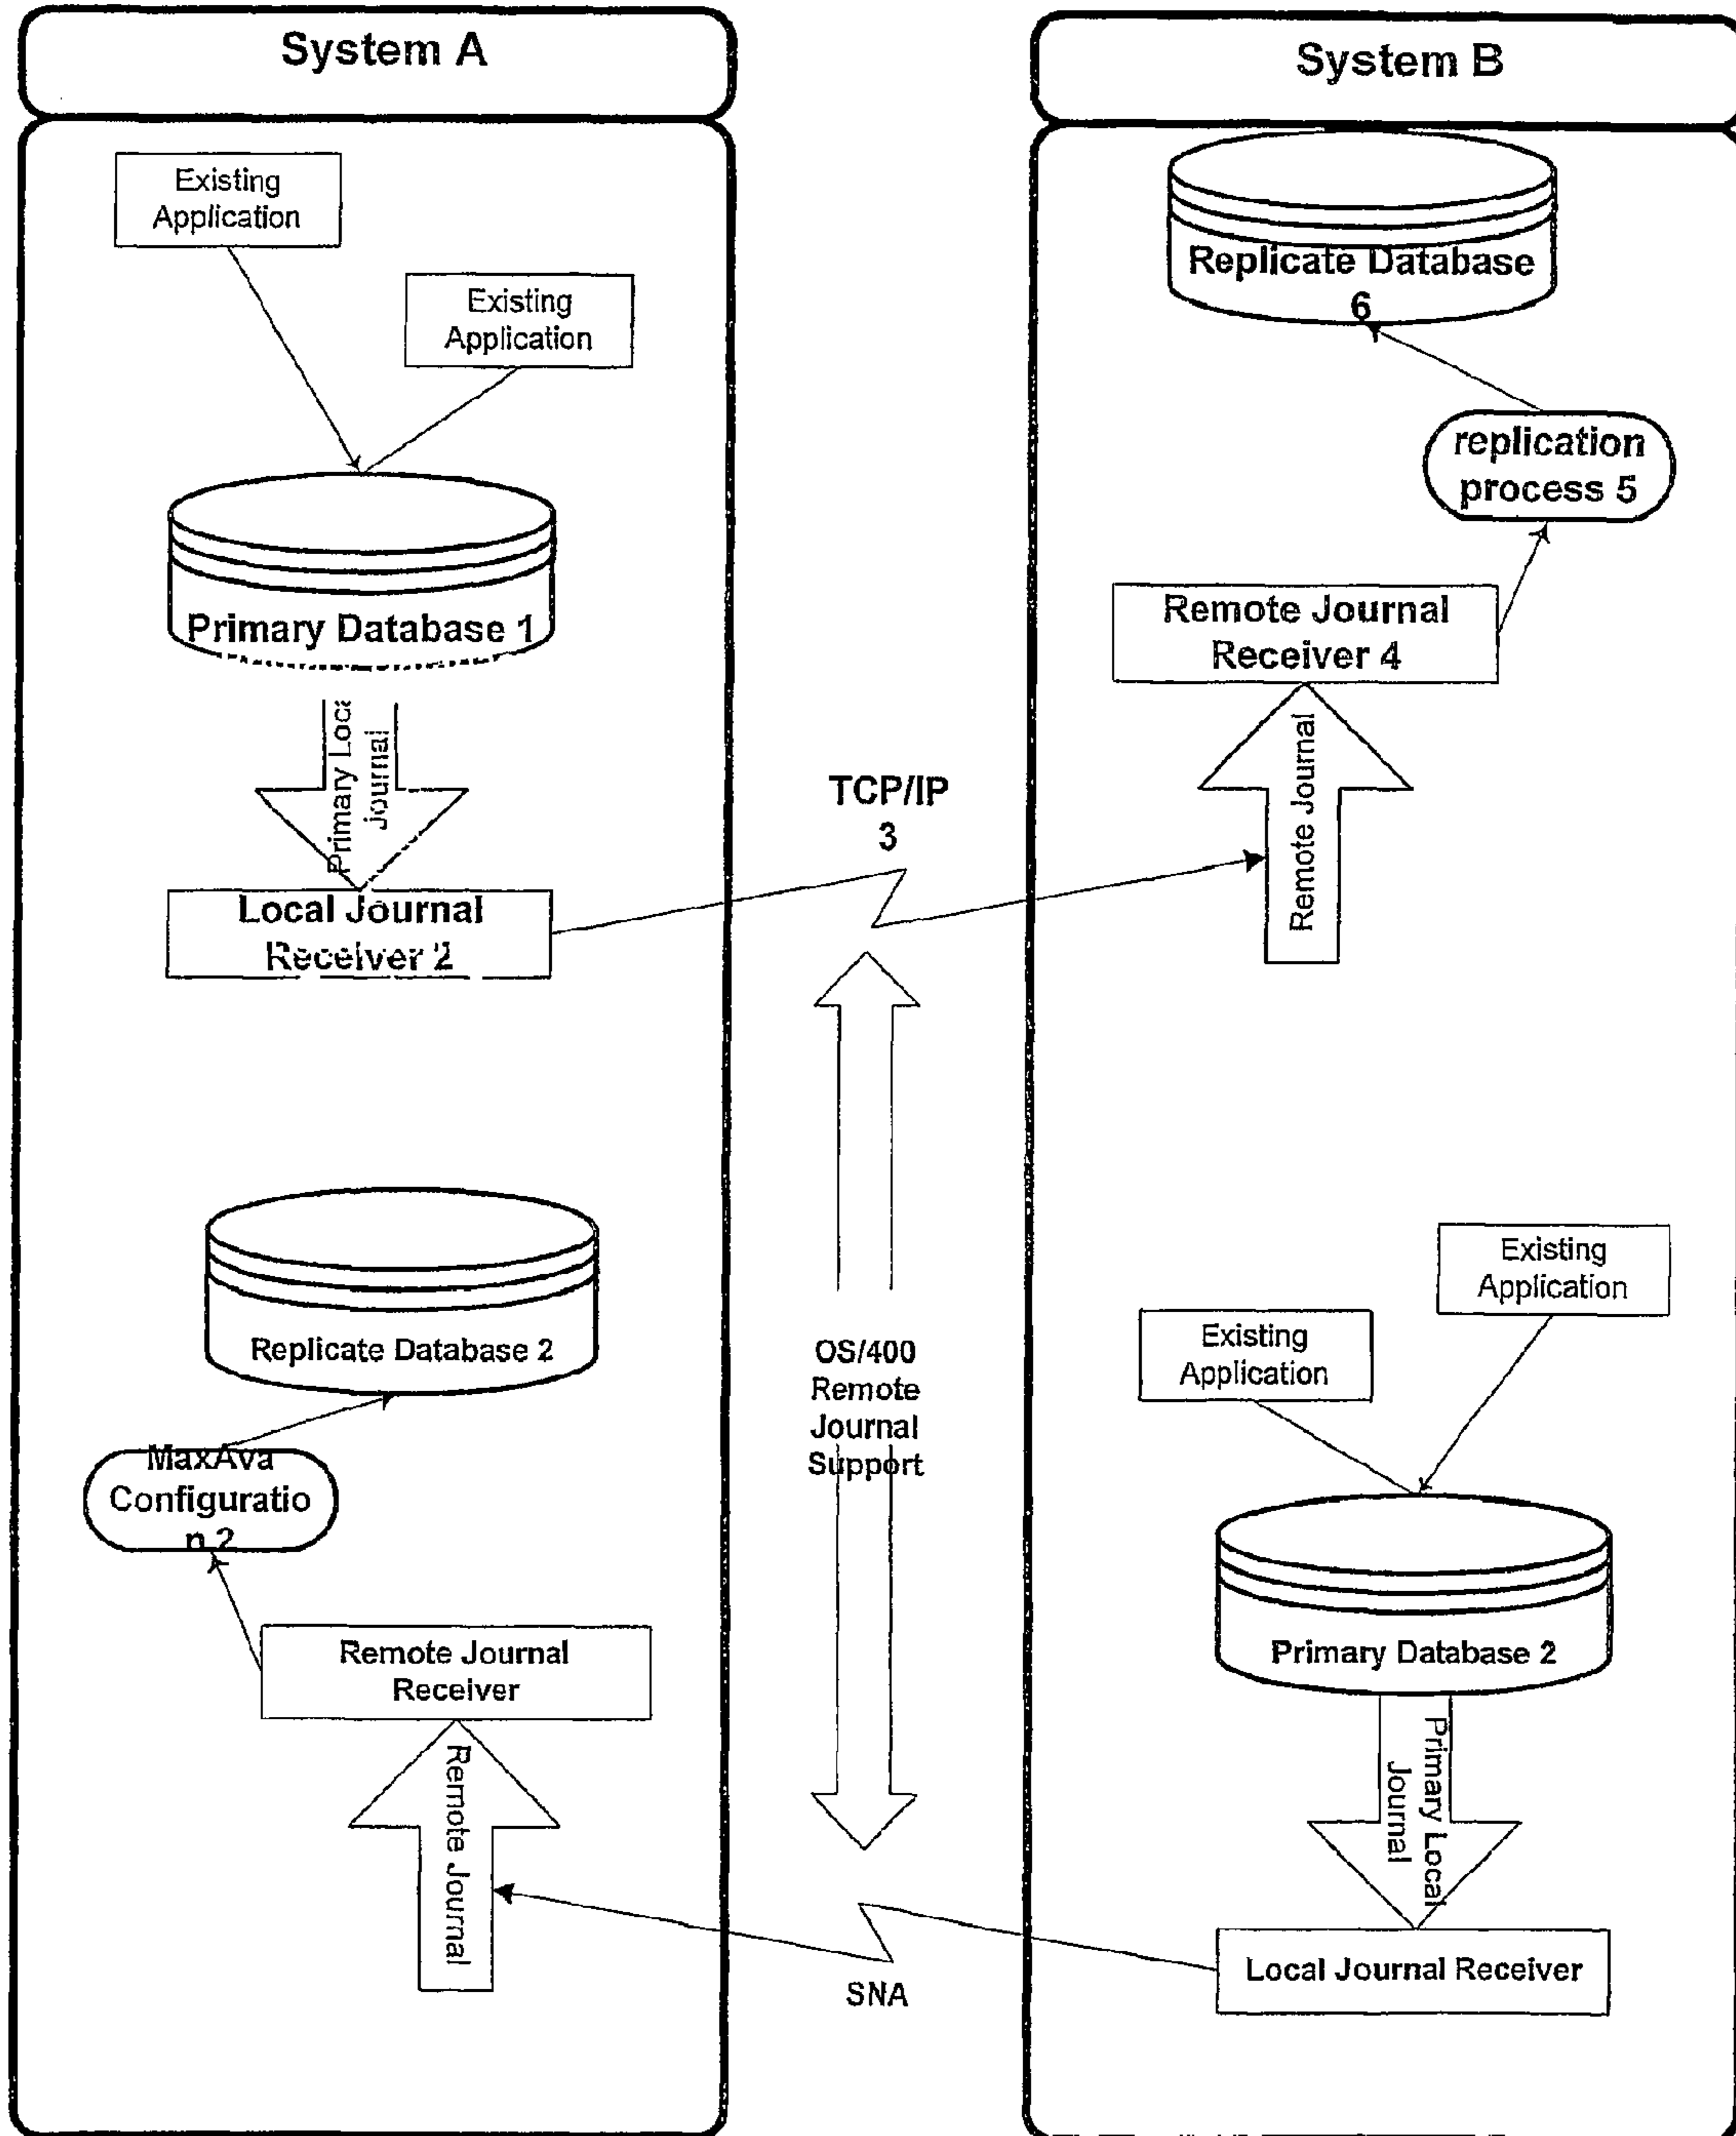 System A
Existing
Application
Existing
Application
Primary Database 1
Primary Loca
Journal
Local Journal
Receiver 2
Replicate Database 2
MaxAva
Configuratio
n 2
Remote Journal
Receiver
Remote Journal
TCP/IP
3
OS/400
Remote
Journal
Support
SNA
System B
Replicate Database
6
replication
process 5
Remote Journal
Receiver 4
Remote Journal
Existing
Application
Existing
Application
Primary Database 2
Primary Local
Journal
Local Journal Receiver